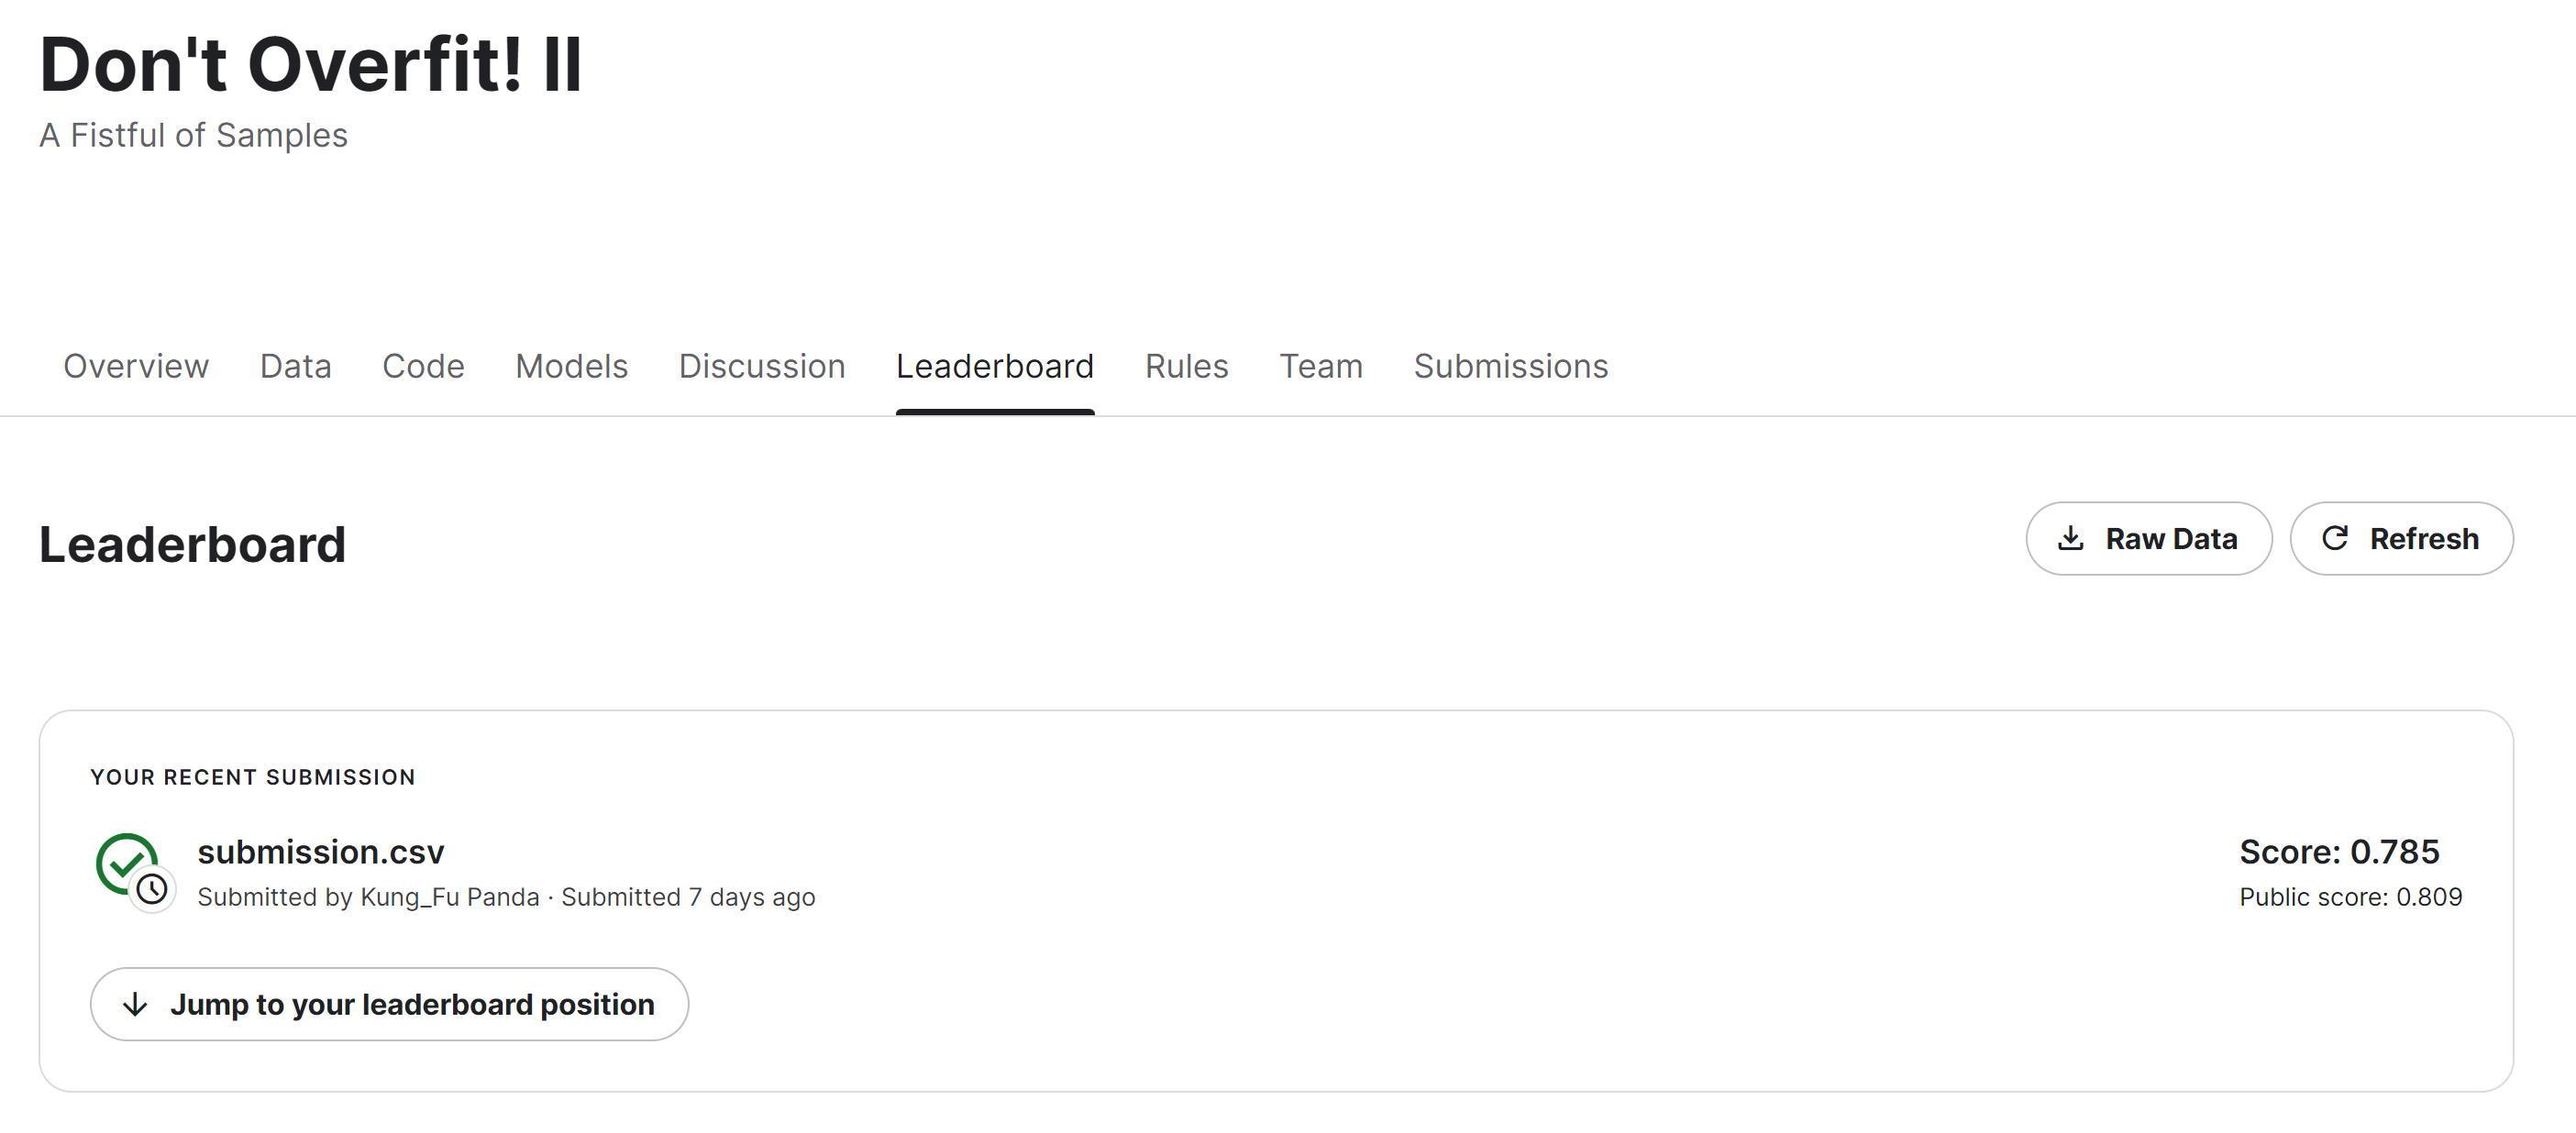 Don't Overfit! II
A Fistful of Samples
Overview Data Code Models Discussion Leaderboard Rules Team Submissions
Leaderboard
Raw Data
Refresh
YOUR RECENT SUBMISSION
submission.csv
Submitted by Kung_Fu Panda · Submitted 7 days ago
Score: 0.785
Public score: 0.809
Jump to your leaderboard position